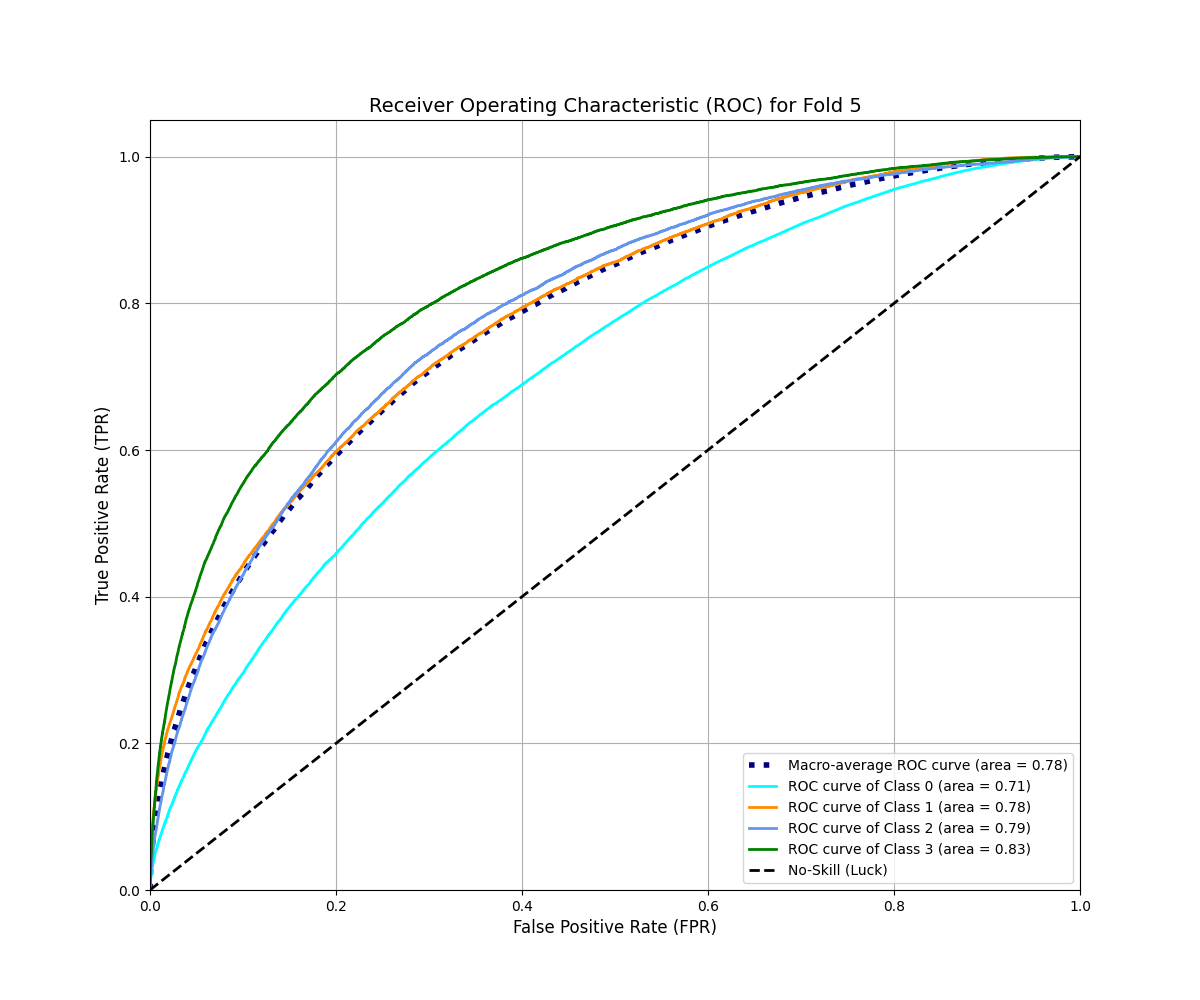 Receiver Operating Characteristic (ROC) for Fold 5
1.0
0.8
0.6
0.4
0.2
0.0
True Positive Rate (TPR)
Macro-average ROC curve (area = 0.78)
ROC curve of Class 0 (area = 0.71)
ROC curve of Class 1 (area = 0.78)
ROC curve of Class 2 (area = 0.79)
ROC curve of Class 3 (area = 0.83)
No-Skill (Luck)
0.0 0.2 0.4 0.6 0.8 1.0
False Positive Rate (FPR)